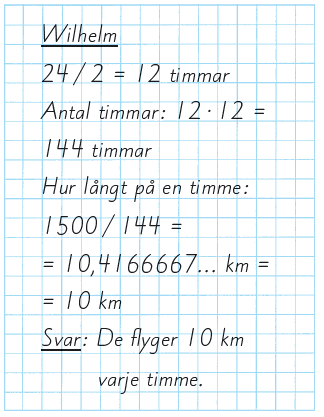 Wilhelm
24/2 = 12 timmar
Antal timmar: 12 · 12 =
144 timmar
Hur långt på en timme:
1500/144 =
= 10,4166667... km =
= 10 km
Svar: De flyger 10 km
varje timme.